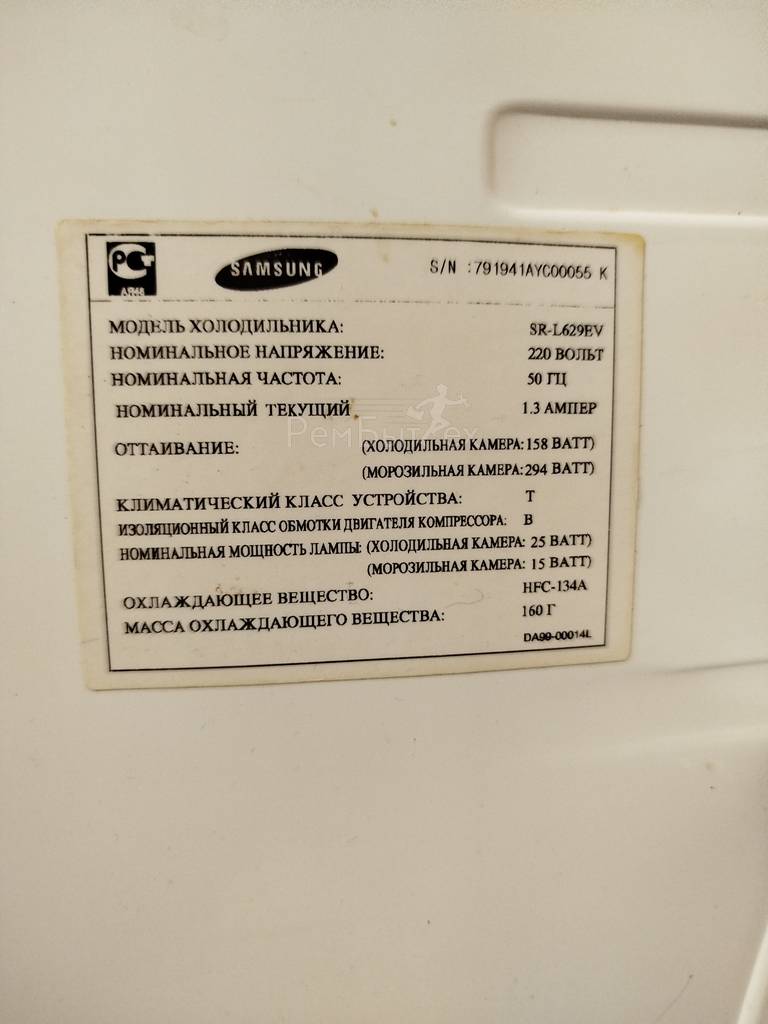 РСТ
АЯ46
SAMSUNG
S/N :791941AYC00055 K
МОДЕЛЬ ХОЛОДИЛЬНИКА: SR-L629EV
НОМИНАЛЬНОЕ НАПРЯЖЕНИЕ: 220 ВОЛЬТ
НОМИНАЛЬНАЯ ЧАСТОТА: 50 ГЦ
НОМИНАЛЬНЫЙ ТЕКУЩИЙ 1.3 АМПЕР
РемБытТех
ОТТАИВАНИЕ: (ХОЛОДИЛЬНАЯ КАМЕРА: 158 ВАТТ)
(МОРОЗИЛЬНАЯ КАМЕРА: 294 ВАТТ)
КЛИМАТИЧЕСКИЙ КЛАСС УСТРОЙСТВА: T
ИЗОЛЯЦИОННЫЙ КЛАСС ОБМОТКИ ДВИГАТЕЛЯ КОМПРЕССОРА: B
НОМИНАЛЬНАЯ МОЩНОСТЬ ЛАМПЫ: (ХОЛОДИЛЬНАЯ КАМЕРА: 25 ВАТТ)
(МОРОЗИЛЬНАЯ КАМЕРА: 15 ВАТТ)
ОХЛАЖДАЮЩЕЕ ВЕЩЕСТВО: HFC-134A
МАССА ОХЛАЖДАЮЩЕГО ВЕЩЕСТВА: 160 Г
DA99-00014L